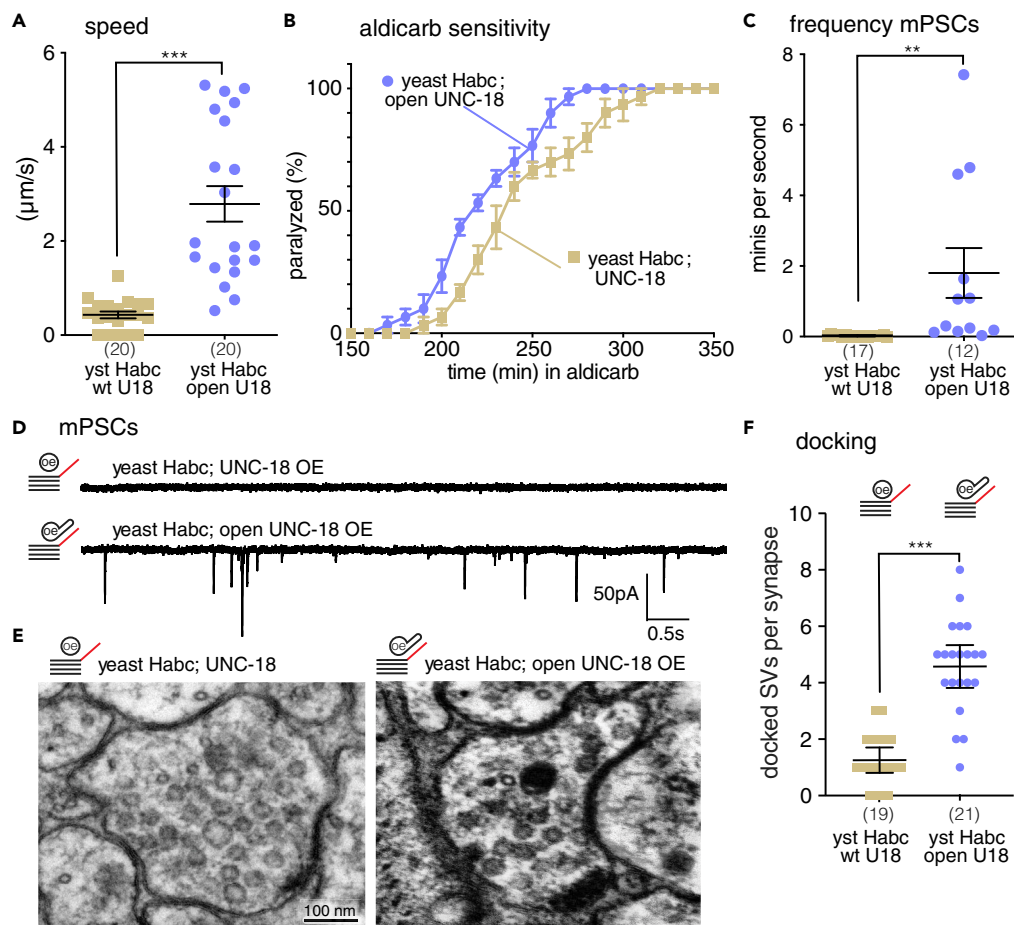 A speed
***
(µm/s)
6
4
2
0
(20)
(20)
yst Habc
wt U18
yst Habc
open U18
B aldicarb sensitivity
paralyzed (%)
100
50
0
yeast Habc;
open UNC-18
yeast Habc;
UNC-18
150
200
250
300
350
time (min) in aldicarb
C frequency mPSCs
**
minis per second
8
6
4
2
0
(17)
(12)
yst Habc
wt U18
yst Habc
open U18
D mPSCs
oe
yeast Habc; UNC-18 OE
oe
yeast Habc; open UNC-18 OE
50pA
0.5s
E
oe
yeast Habc; UNC-18
oe
yeast Habc; open UNC-18 OE
100 nm
F docking
oe
oe
***
docked SVs per synapse
10
8
6
4
2
0
(19)
(21)
yst Habc
wt U18
yst Habc
open U18